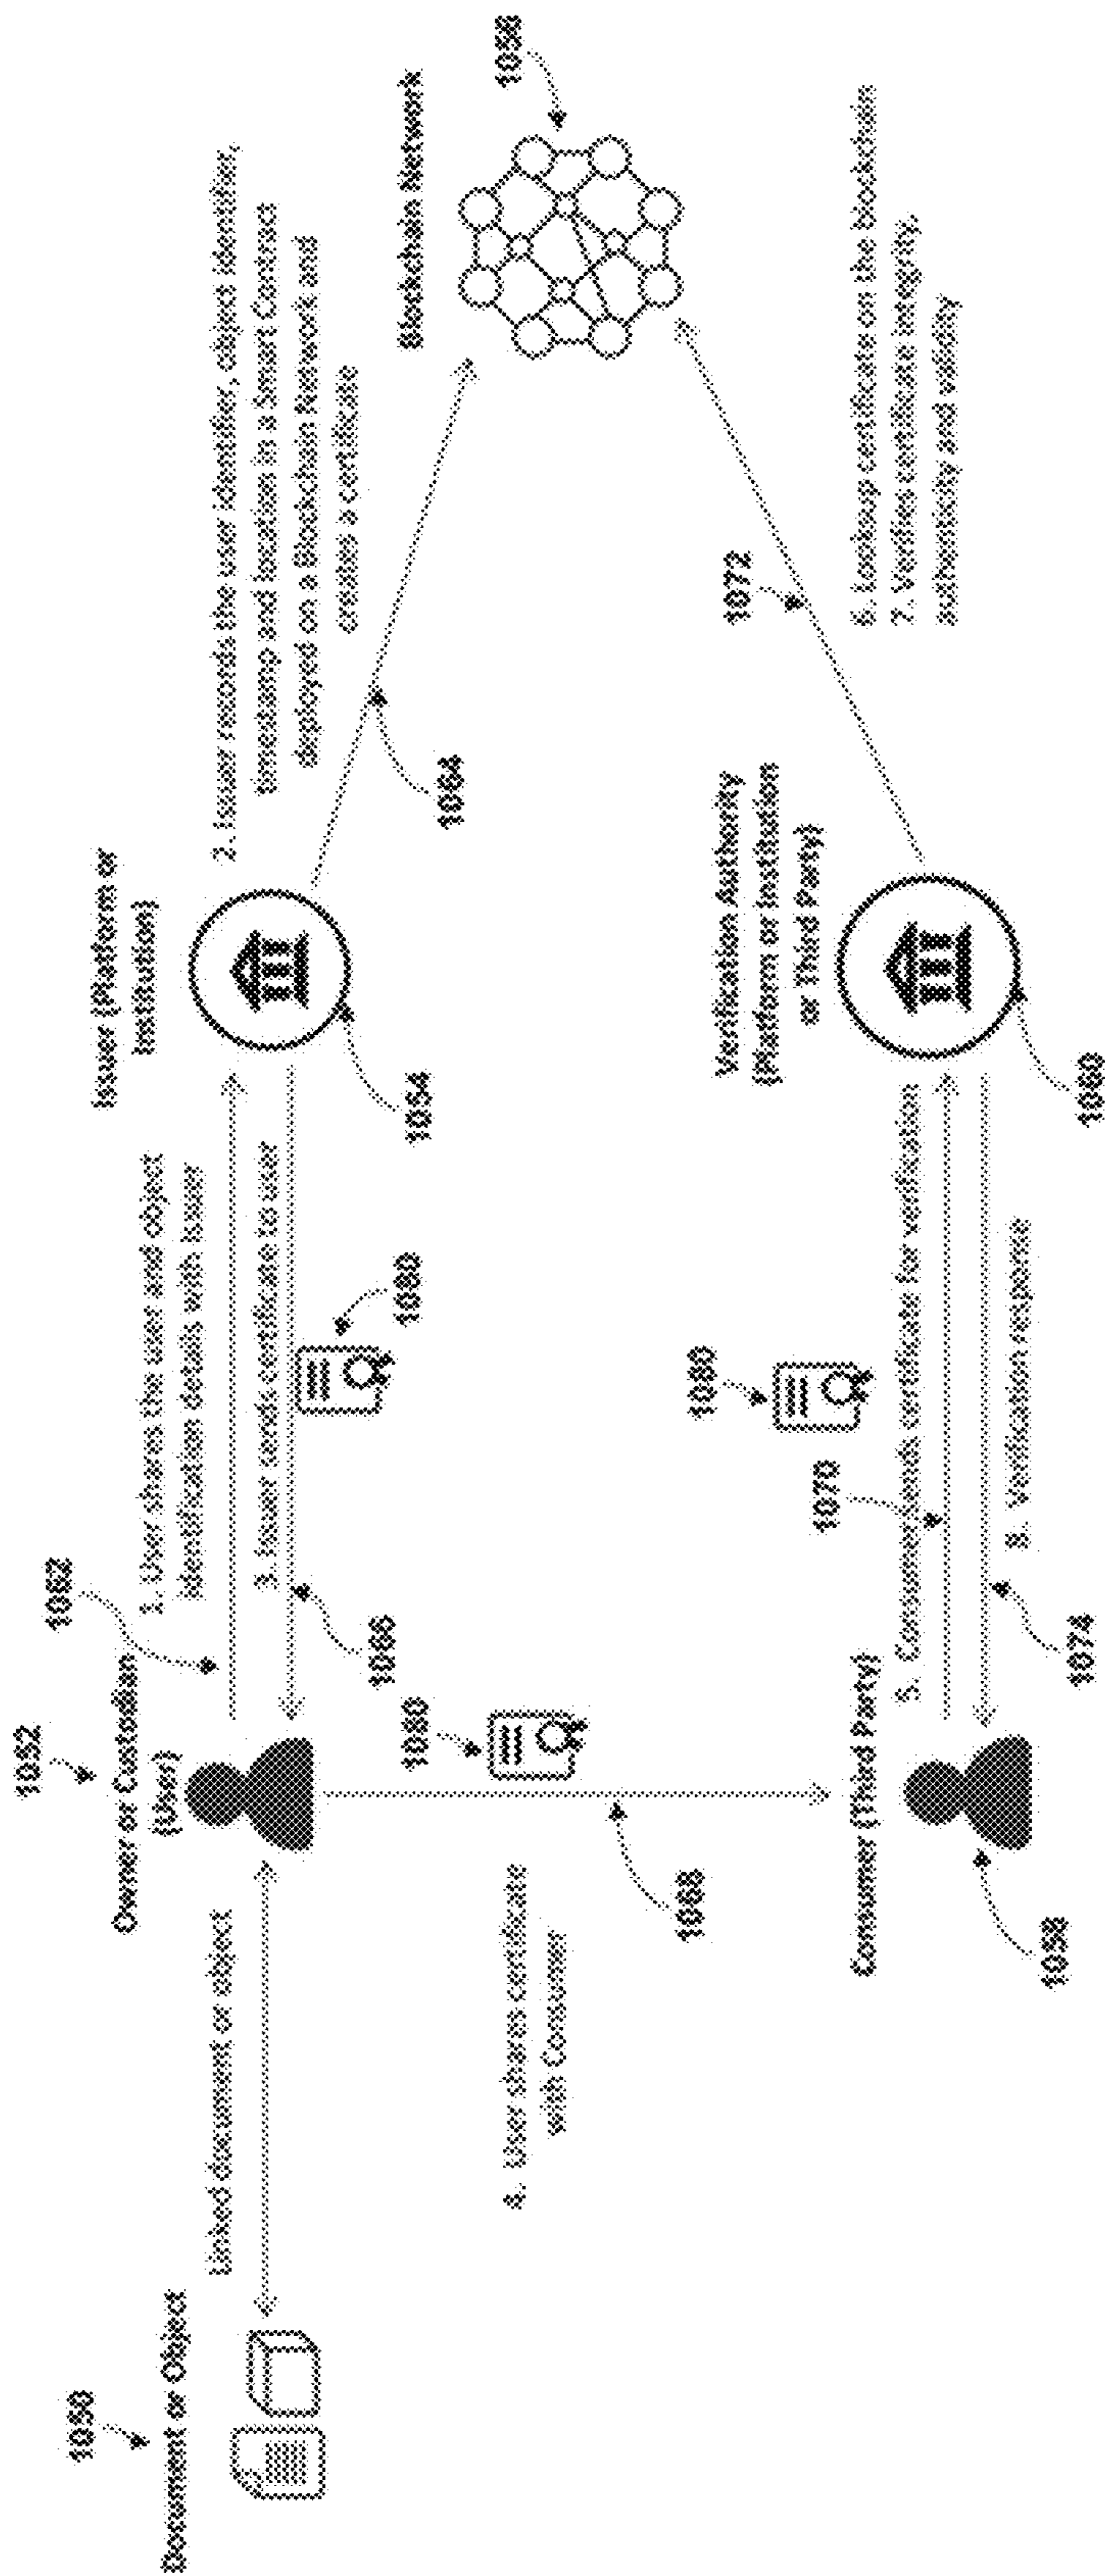 1050
Document or Object
Linked document or object
1052
Owner or Custodian
(User)
1062
1. User shares the user and object
identification details with Issuer
3. Issuer sends certificate to user
1066
1080
Issuer (Platform or
Institution)
1054
2. Issuer records the user identifier, object identifier,
timestamp and location in a Smart Contract
deployed on a Blockchain Network and
creates a certificate
1064
Blockchain Network
1056
4. User shares certificate
with Consumer
1080
1068
Consumer (Third Party)
1058
1080
1070
5. Consumer sends certificate for verification
8. Verification response
1074
Verification Authority
(Platform or Institution
or Third Party)
1060
1072
6. Lookup certificate on the blockchain
7. Verifies certificate integrity,
authenticity and validity